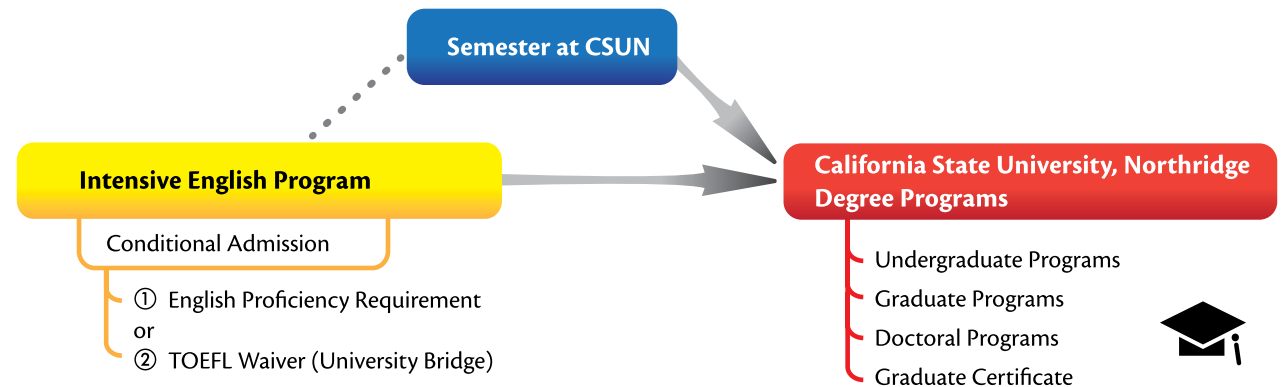 Semester at CSUN
Intensive English Program
Conditional Admission
① English Proficiency Requirement
or
② TOEFL Waiver (University Bridge)
California State University, Northridge
Degree Programs
Undergraduate Programs
Graduate Programs
Doctoral Programs
Graduate Certificate